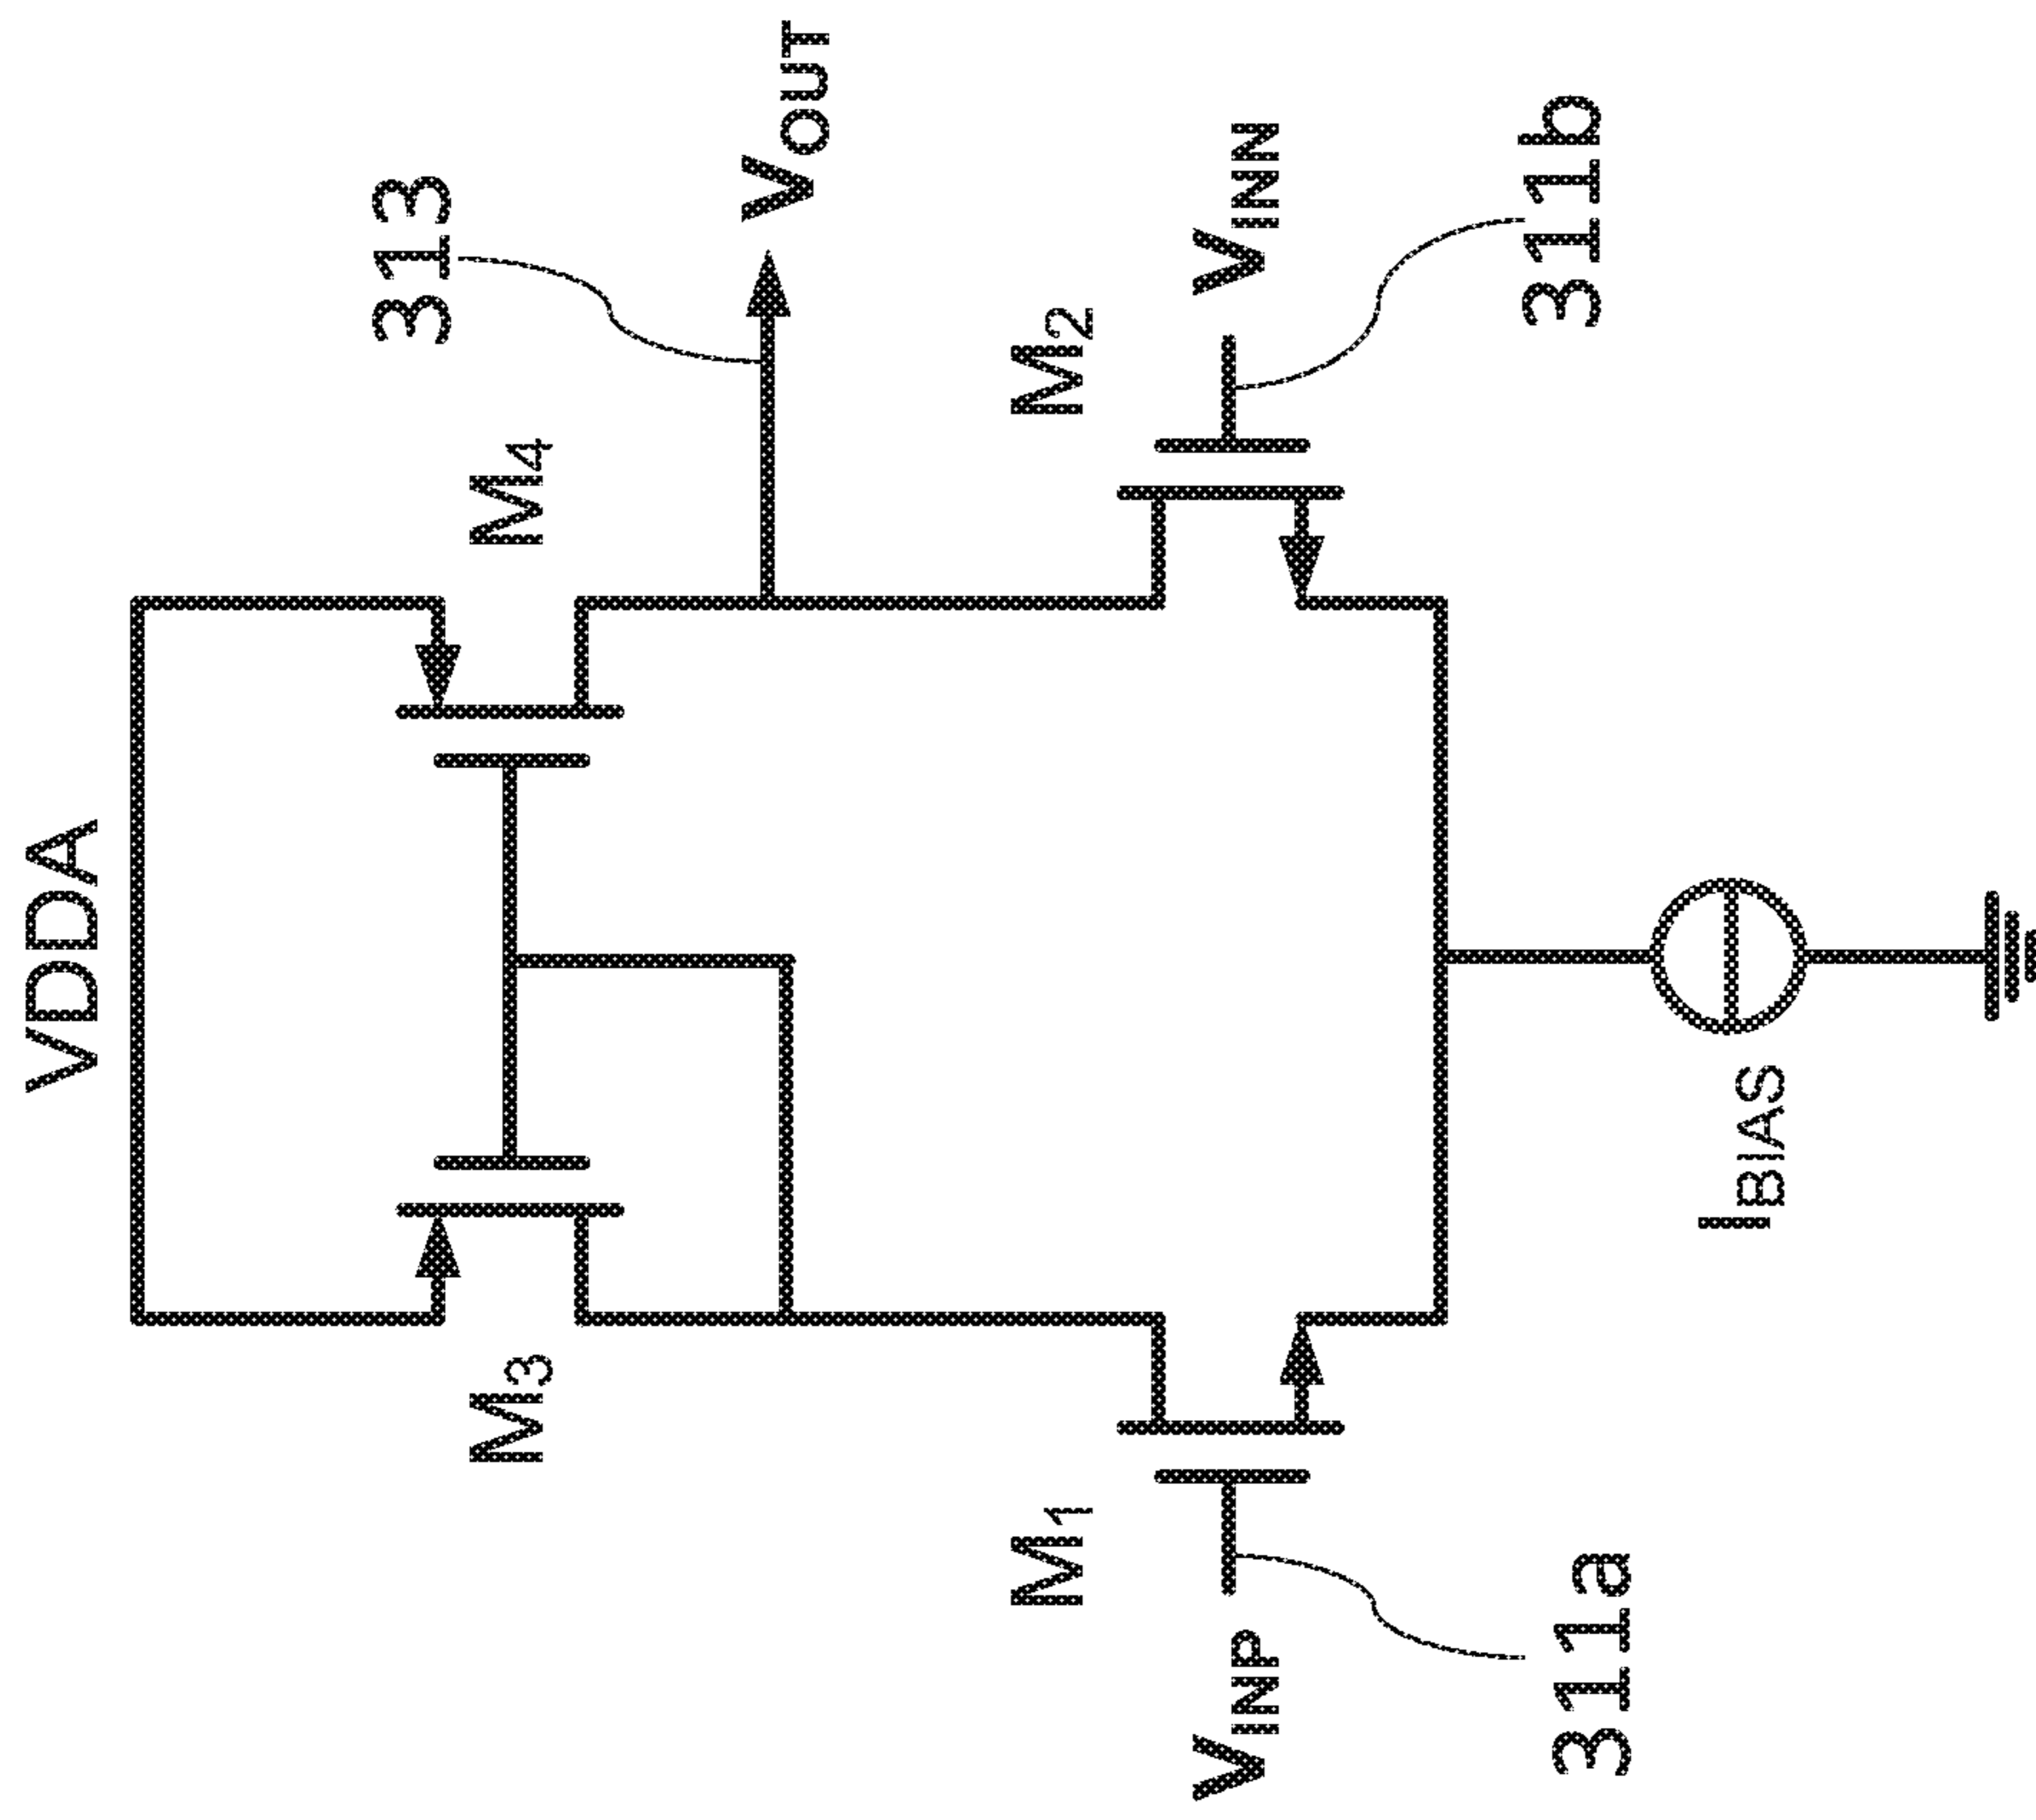 VDDA
M3
M4
313
VOUT
M1
M2
VINP
VINN
311a
311b
IBIAS